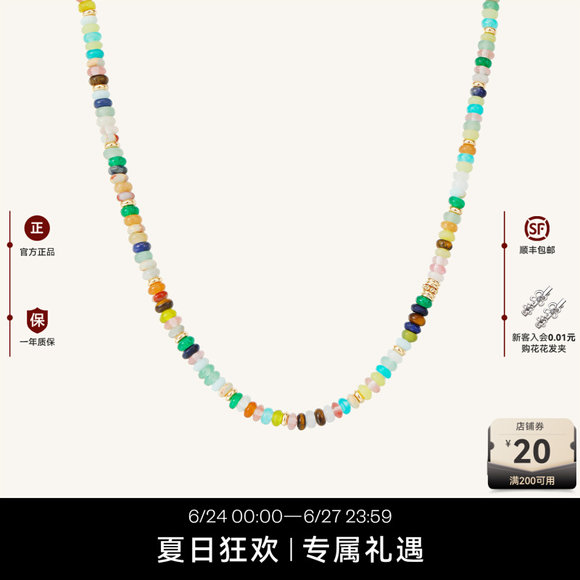 正
官方正品
保
一年质保
SF
顺丰包邮
新客入会0.01元
购花花发夹
店铺券
¥20
满200可用
6/24 00:00—6/27 23:59
夏日狂欢 | 专属礼遇